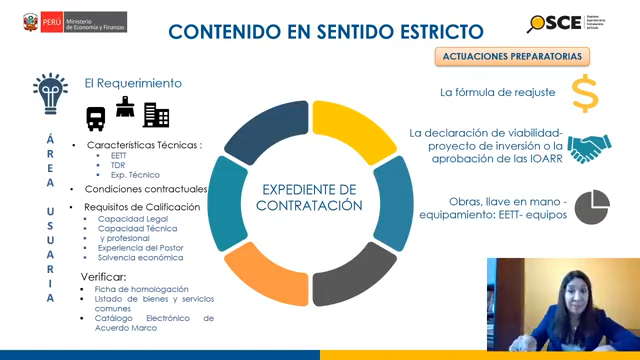 PERÚ
Ministerio
de Economía y Finanzas
CONTENIDO EN SENTIDO ESTRICTO
OSCE
ACTUACIONES PREPARATORIAS
El Requerimiento
ÁREA USUARIA
Características Técnicas :
EETT
TDR
Exp. Técnico
Condiciones contractuales
Requisitos de Calificación
Capacidad Legal
Capacidad Técnica
y profesional
Experiencia del Postor
Solvencia económica
Verificar:
Ficha de homologación
Listado de bienes y servicios
comunes
Catálogo Electrónico de
Acuerdo Marco
EXPEDIENTE DE
CONTRATACIÓN
La fórmula de reajuste
La declaración de viabilidad-
proyecto de inversión o la
aprobación de las IOARR
Obras, llave en mano -
equipamiento: EETT- equipos